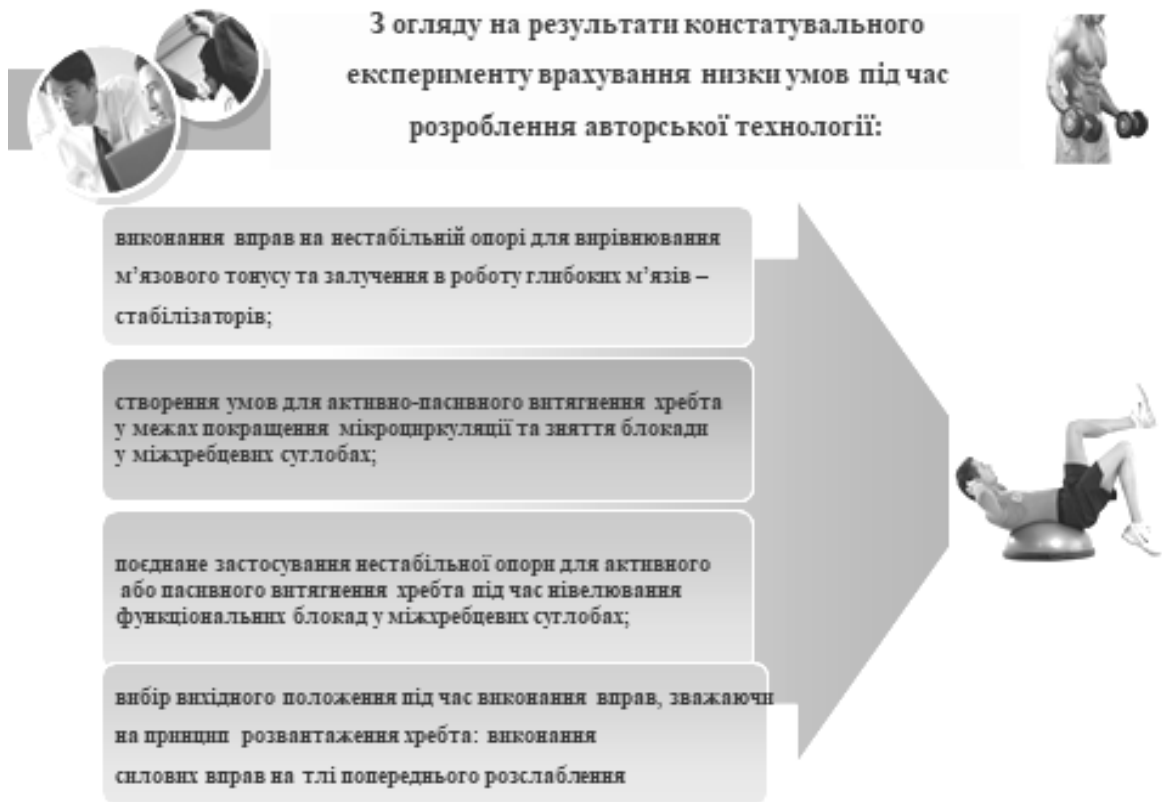 З огляду на результати констатувального
експерименту врахування низки умов під час
розроблення авторської технології:
виконання вправ на нестабільній опорі для вирівнювання
м’язового тонусу та залучення в роботу глибоких м’язів –
стабілізаторів;
створення умов для активно-пасивного витягнення хребта
у межах покращення мікроциркуляції та зняття блокади
у міжхребцевих суглобах;
поєднане застосування нестабільної опори для активного
або пасивного витягнення хребта під час нівелювання
функціональних блокад у міжхребцевих суглобах;
вибір вихідного положення під час виконання вправ, зважаючи
на принцип розвантаження хребта: виконання
силових вправ на тлі попереднього розслаблення